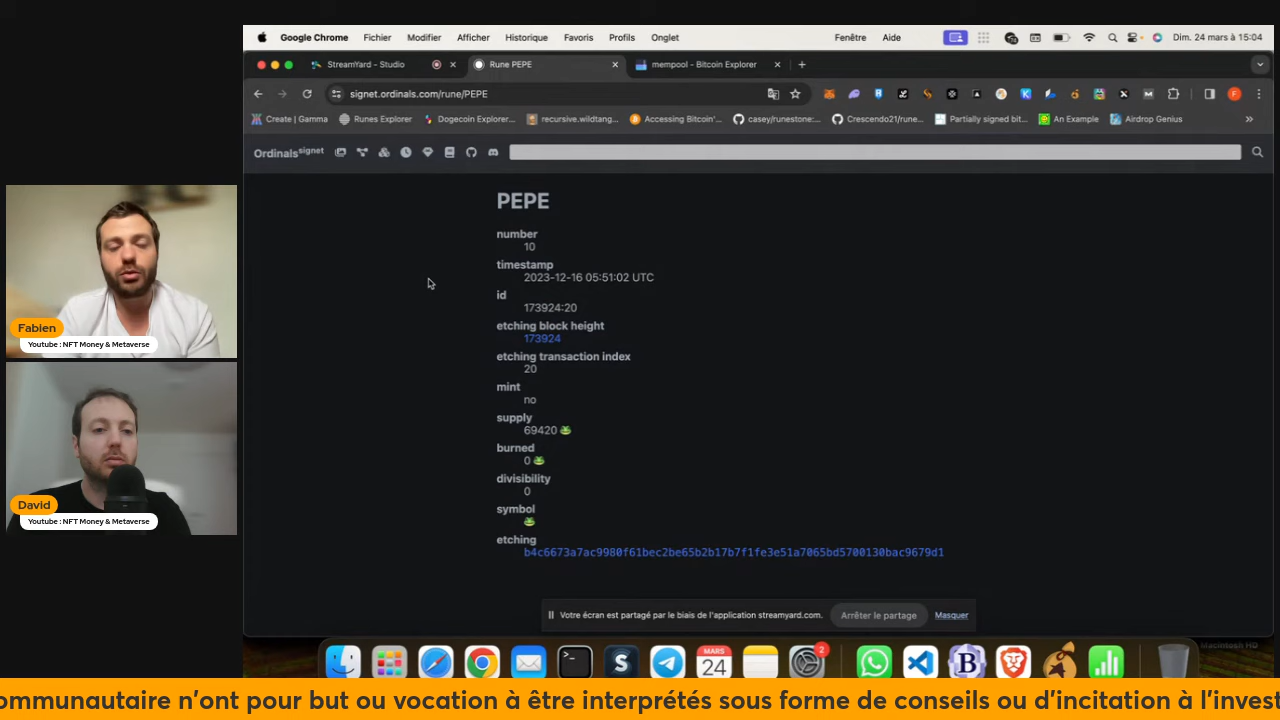 Google Chrome Fichier Modifier Afficher Historique Favoris Profils Onglet Fenêtre Aide Dim. 24 mars à 15:04
StreamYard - Studio Rune PEPE mempool - Bitcoin Explorer
signet.ordinals.com/rune/PEPE
Create | Gamma Runes Explorer Dogecoin Explorer... recursive.wildtang... Accessing Bitcoin'... casey/runestone:... Crescendo21/rune... Partially signed bit... An Example Airdrop Genius
Ordinals signet
PEPE
number
10
timestamp
2023-12-16 05:51:02 UTC
id
173924:20
etching block height
173924
etching transaction index
20
mint
no
supply
69420 🐸
burned
0 🐸
divisibility
0
symbol
🐸
etching
b4c6673a7ac9980f61bec2be65b2b17b7f1fe3e51a7065bd5700130bac9679d1
Fabien
Youtube : NFT Money & Metaverse
David
Youtube : NFT Money & Metaverse
Votre écran est partagé par le biais de l'application streamyard.com. Arrêter le partage Masquer
Macintosh HD
MARS
24
2
ommunautaire n'ont pour but ou vocation à être interprétés sous forme de conseils ou d'incitation à l'invest